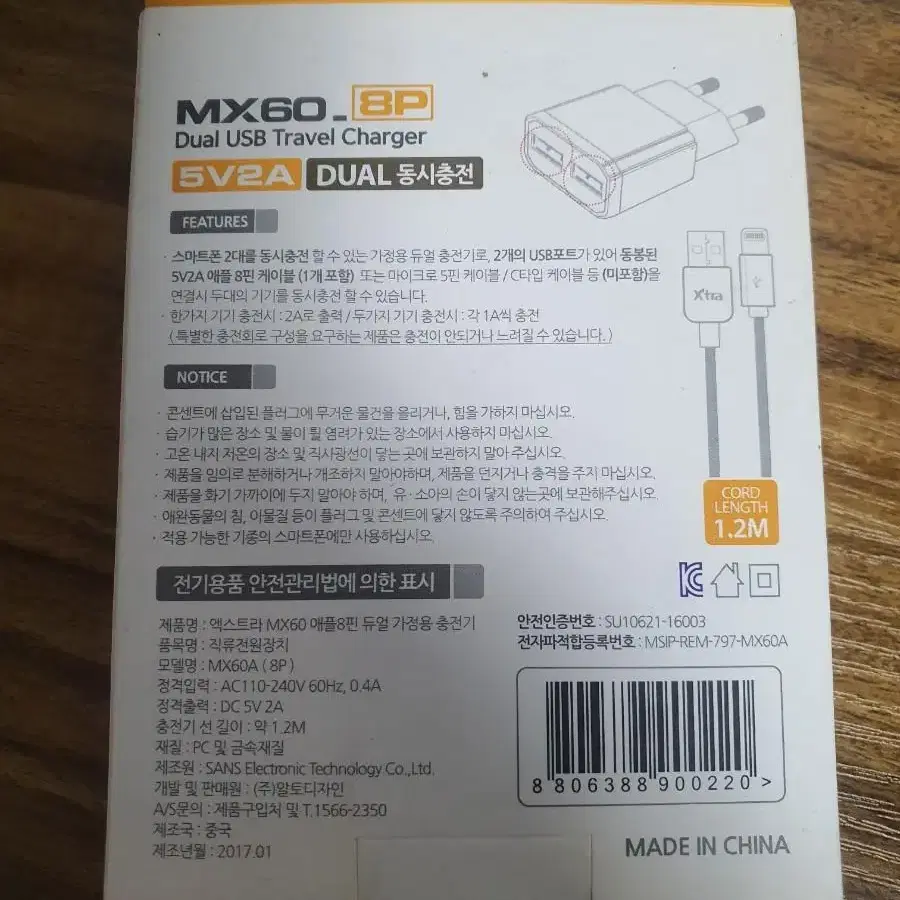 MX60_8P
Dual USB Travel Charger
5V2A DUAL 동시충전
FEATURES
· 스마트폰 2대를 동시충전 할 수 있는 가정용 듀얼 충전기로, 2개의 USB포트가 있어 동봉된
5V2A 애플 8핀 케이블 (1개 포함) 또는 마이크로 5핀 케이블 / C타입 케이블 등 (미포함)을
연결시 두대의 기기를 동시충전 할 수 있습니다.
· 한가지 기기 충전시 : 2A로 출력 / 두가지 기기 충전시 : 각 1A씩 충전
( 특별한 충전회로 구성을 요구하는 제품은 충전이 안되거나 느려질 수 있습니다. )
X'tra
NOTICE
· 콘센트에 삽입된 플러그에 무거운 물건을 올리거나, 힘을 가하지 마십시오.
· 습기가 많은 장소 및 물이 튈 염려가 있는 장소에서 사용하지 마십시오.
· 고온 내지 저온의 장소 및 직사광선이 닿는 곳에 보관하지 말아 주십시오.
· 제품을 임의로 분해하거나 개조하지 말아야하며, 제품을 던지거나 충격을 주지 마십시오.
· 제품을 화기 가까이에 두지 말아야 하며, 유·소아의 손이 닿지 않는곳에 보관해주십시오.
· 애완동물의 침, 이물질 등이 플러그 및 콘센트에 닿지 않도록 주의하여 주십시오.
· 적용 가능한 기종의 스마트폰에만 사용하십시오.
CORD
LENGTH
1.2M
전기용품 안전관리법에 의한 표시
제품명 : 엑스트라 MX60 애플8핀 듀얼 가정용 충전기
품목명 : 직류전원장치
모델명 : MX60A ( 8P )
정격입력 : AC110-240V 60Hz, 0.4A
정격출력 : DC 5V 2A
충전기 선 길이 : 약 1.2M
재질 : PC 및 금속재질
제조원 : SANS Electronic Technology Co.,Ltd.
개발 및 판매원 : (주)알토디자인
A/S문의 : 제품구입처 및 T.1566-2350
제조국 : 중국
제조년월 : 2017.01
안전인증번호 : SU10621-16003
전자파적합등록번호 : MSIP-REM-797-MX60A
8 806388 900220 >
MADE IN CHINA